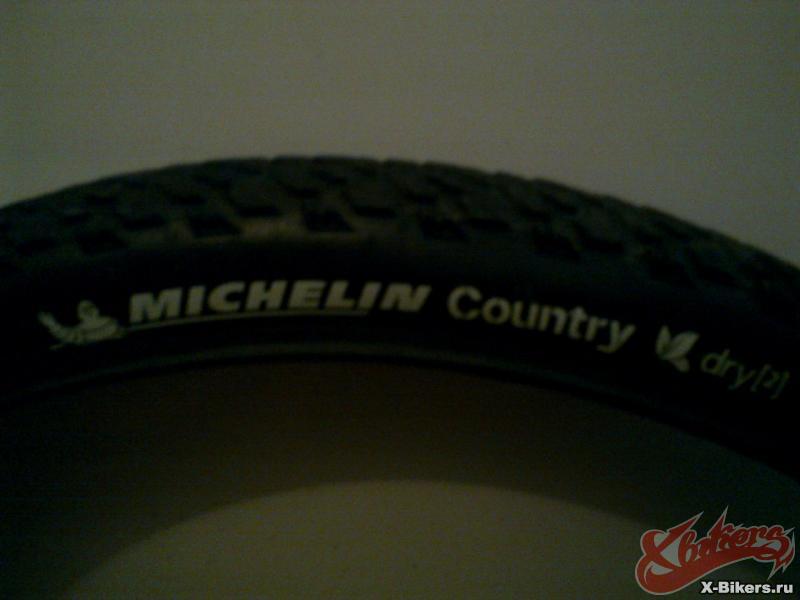 MICHELIN Country dry[2]
Xbikers
X-Bikers.ru